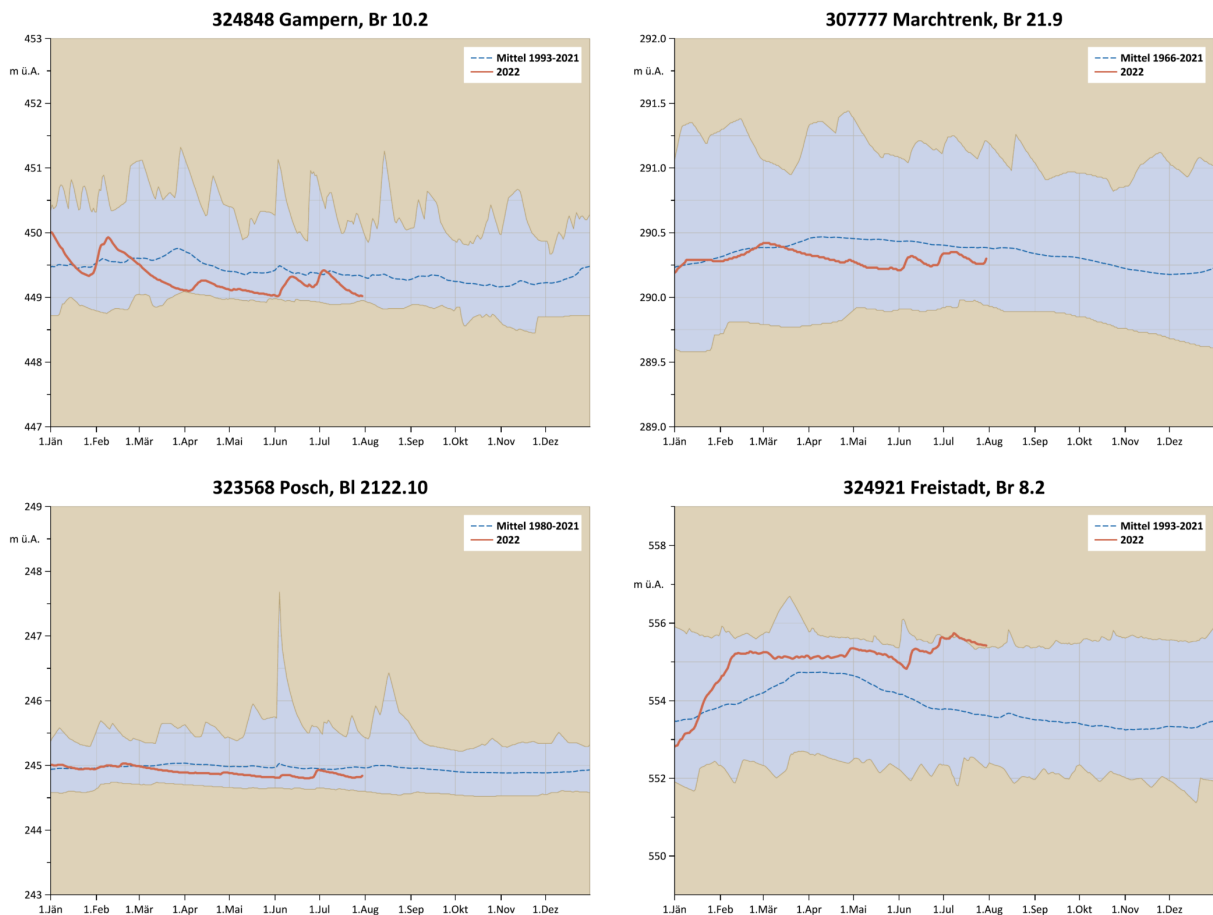 324848 Gampern, Br 10.2
453
m ü.A.
452
451
450
449
448
447
Mittel 1993-2021
2022
1.Jän 1.Feb 1.Mär 1.Apr 1.Mai 1.Jun 1.Jul 1.Aug 1.Sep 1.Okt 1.Nov 1.Dez
307777 Marchtrenk, Br 21.9
292.0
m ü.A.
291.5
291.0
290.5
290.0
289.5
289.0
Mittel 1966-2021
2022
1.Jän 1.Feb 1.Mär 1.Apr 1.Mai 1.Jun 1.Jul 1.Aug 1.Sep 1.Okt 1.Nov 1.Dez
323568 Posch, Bl 2122.10
249
m ü.A.
248
247
246
245
244
243
Mittel 1980-2021
2022
1.Jän 1.Feb 1.Mär 1.Apr 1.Mai 1.Jun 1.Jul 1.Aug 1.Sep 1.Okt 1.Nov 1.Dez
324921 Freistadt, Br 8.2
558
m ü.A.
556
554
552
550
Mittel 1993-2021
2022
1.Jän 1.Feb 1.Mär 1.Apr 1.Mai 1.Jun 1.Jul 1.Aug 1.Sep 1.Okt 1.Nov 1.Dez